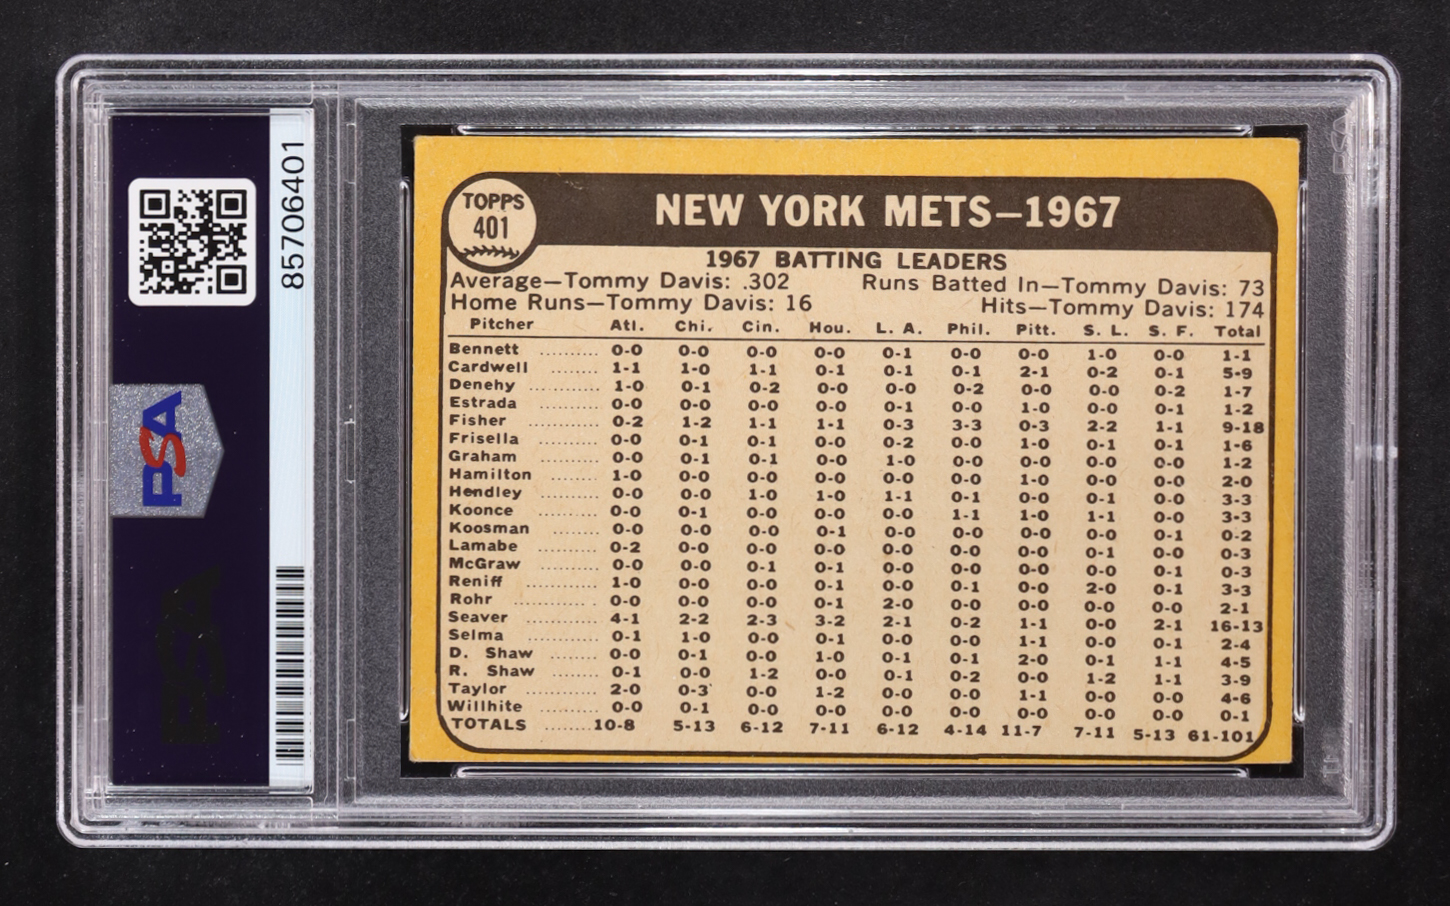 85706401
PSA
PSA
TOPPS
401
NEW YORK METS—1967
1967 BATTING LEADERS
Average—Tommy Davis: .302 Runs Batted In—Tommy Davis: 73
Home Runs—Tommy Davis: 16 Hits—Tommy Davis: 174
Pitcher Atl. Chi. Cin. Hou. L. A. Phil. Pitt. S. L. S. F. Total
Bennett .......... 0-0 0-0 0-0 0-0 0-1 0-0 0-0 1-0 0-0 1-1
Cardwell ........ 1-1 1-0 1-1 0-1 0-1 0-1 2-1 0-2 0-1 5-9
Denehy ............ 1-0 0-1 0-2 0-0 0-0 0-2 0-0 0-0 0-2 1-7
Estrada .......... 0-0 0-0 0-0 0-0 0-1 0-0 1-0 0-0 0-1 1-2
Fisher ............ 0-2 1-2 1-1 1-1 0-3 3-3 0-3 2-2 1-1 9-18
Frisella .......... 0-0 0-1 0-1 0-0 0-2 0-0 1-0 0-1 0-1 1-6
Graham .......... 0-0 0-1 0-1 0-0 1-0 0-0 0-0 0-0 0-0 1-2
Hamilton ........ 1-0 0-0 0-0 0-0 0-0 0-0 1-0 0-0 0-0 2-0
Hendley .......... 0-0 0-0 1-0 1-0 1-1 0-1 0-0 0-1 0-0 3-3
Koonce .......... 0-0 0-1 0-0 0-0 0-0 1-1 1-0 1-1 0-0 3-3
Koosman ........ 0-0 0-0 0-0 0-1 0-0 0-0 0-0 0-0 0-1 0-2
Lamabe .......... 0-2 0-0 0-0 0-0 0-0 0-0 0-0 0-1 0-0 0-3
McGraw .......... 0-0 0-0 0-1 0-1 0-0 0-0 0-0 0-0 0-1 0-3
Reniff ............ 1-0 0-0 0-0 0-0 0-0 0-1 0-0 2-0 0-1 3-3
Rohr .............. 0-0 0-0 0-0 0-1 2-0 0-0 0-0 0-0 0-0 2-1
Seaver ............ 4-1 2-2 2-3 3-2 2-1 0-2 1-1 0-0 2-1 16-13
Selma ............ 0-1 1-0 0-0 0-1 0-0 0-0 1-1 0-0 0-1 2-4
D. Shaw ........ 0-0 0-1 0-0 1-0 0-1 0-1 2-0 0-1 1-1 4-5
R. Shaw ........ 0-1 0-0 1-2 0-0 0-1 0-2 0-0 1-2 1-1 3-9
Taylor ............ 2-0 0-3 0-0 1-2 0-0 0-0 1-1 0-0 0-0 4-6
Willhite .......... 0-0 0-1 0-0 0-0 0-0 0-0 0-0 0-0 0-0 0-1
TOTALS ........10-8 5-13 6-12 7-11 6-12 4-14 11-7 7-11 5-13 61-101